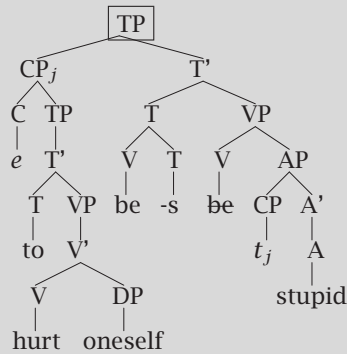 TP
CPj T'
C TP T VP
e T' V T V AP
T VP be -s be CP A'
to V' tj A
V DP stupid
hurt oneself